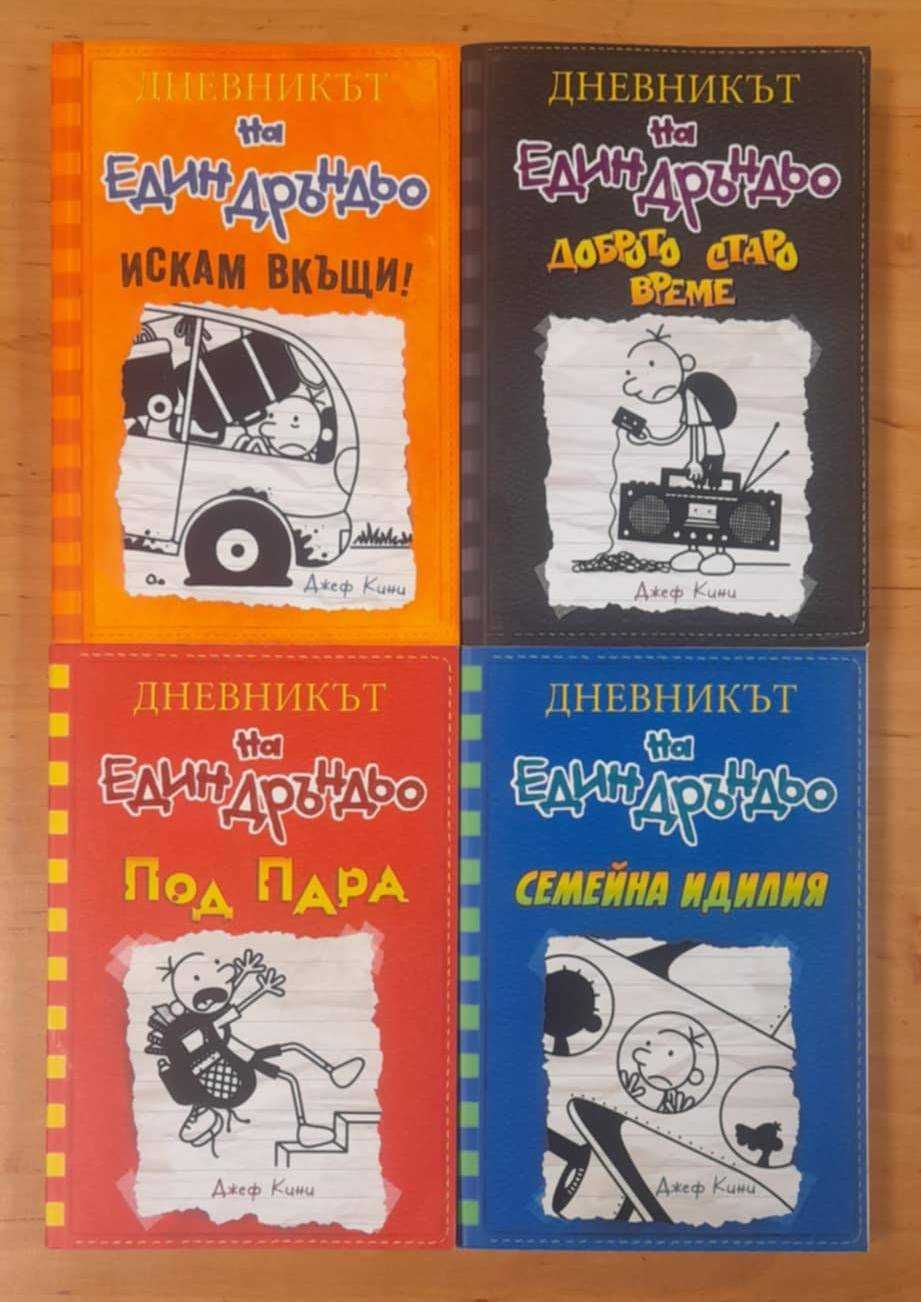 ДНЕВНИКЪТ
на
ЕДИН ДРЪНДЬО
ИСКАМ ВКЪЩИ!
Джеф Кини
ДНЕВНИКЪТ
на
ЕДИН ДРЪНДЬО
ДОБРОТО СТАРО
ВРЕМЕ
Джеф Кини
ДНЕВНИКЪТ
на
ЕДИН ДРЪНДЬО
ПОД ПАРА
Джеф Кини
ДНЕВНИКЪТ
на
ЕДИН ДРЪНДЬО
СЕМЕЙНА ИДИЛИЯ
Джеф Кини